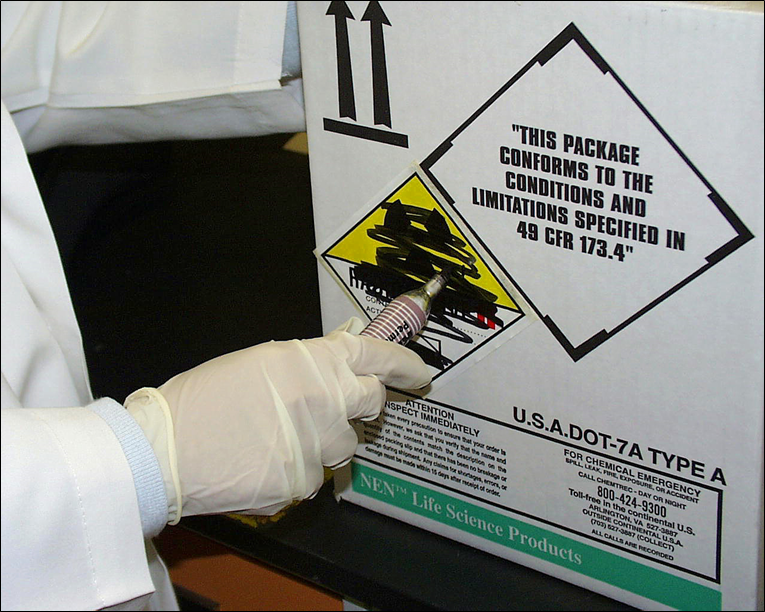 "THIS PACKAGE
CONFORMS TO THE
CONDITIONS AND
LIMITATIONS SPECIFIED IN
49 CFR 173.4"
CON
ACT
U.S.A.DOT-7A TYPE A
ATTENTION
INSPECT IMMEDIATELY
taken every precaution to ensure that your order is
however, we ask that you verify that the name and
of the contents match the description on the
packing slip and that there has been no breakage or
during shipment. Any claims for shortages, errors, or
damage must be made within 15 days after receipt of order.
FOR CHEMICAL EMERGENCY
SPILL, LEAK, FIRE, EXPOSURE, OR ACCIDENT
CALL CHEMTREC - DAY OR NIGHT
800-424-9300
Toll-free in the continental U.S.
ARLINGTON, VA 527-3887
OUTSIDE CONTINENTAL U.S.A.
(703) 527-3887 (COLLECT)
ALL CALLS ARE RECORDED
NEN™ Life Science Products